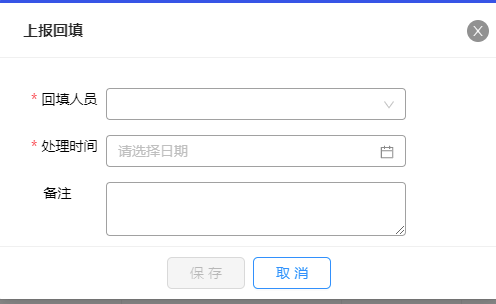 上报回填
* 回填人员
* 处理时间 请选择日期
备注
保存 取消